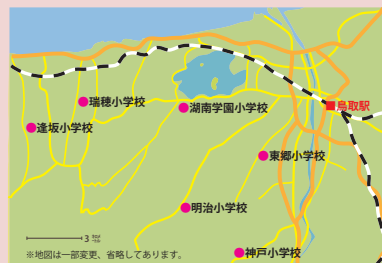 瑞穂小学校
湖南学園小学校
鳥取駅
逢坂小学校
東郷小学校
明治小学校
神戸小学校
3
※地図は一部変更、省略してあります。